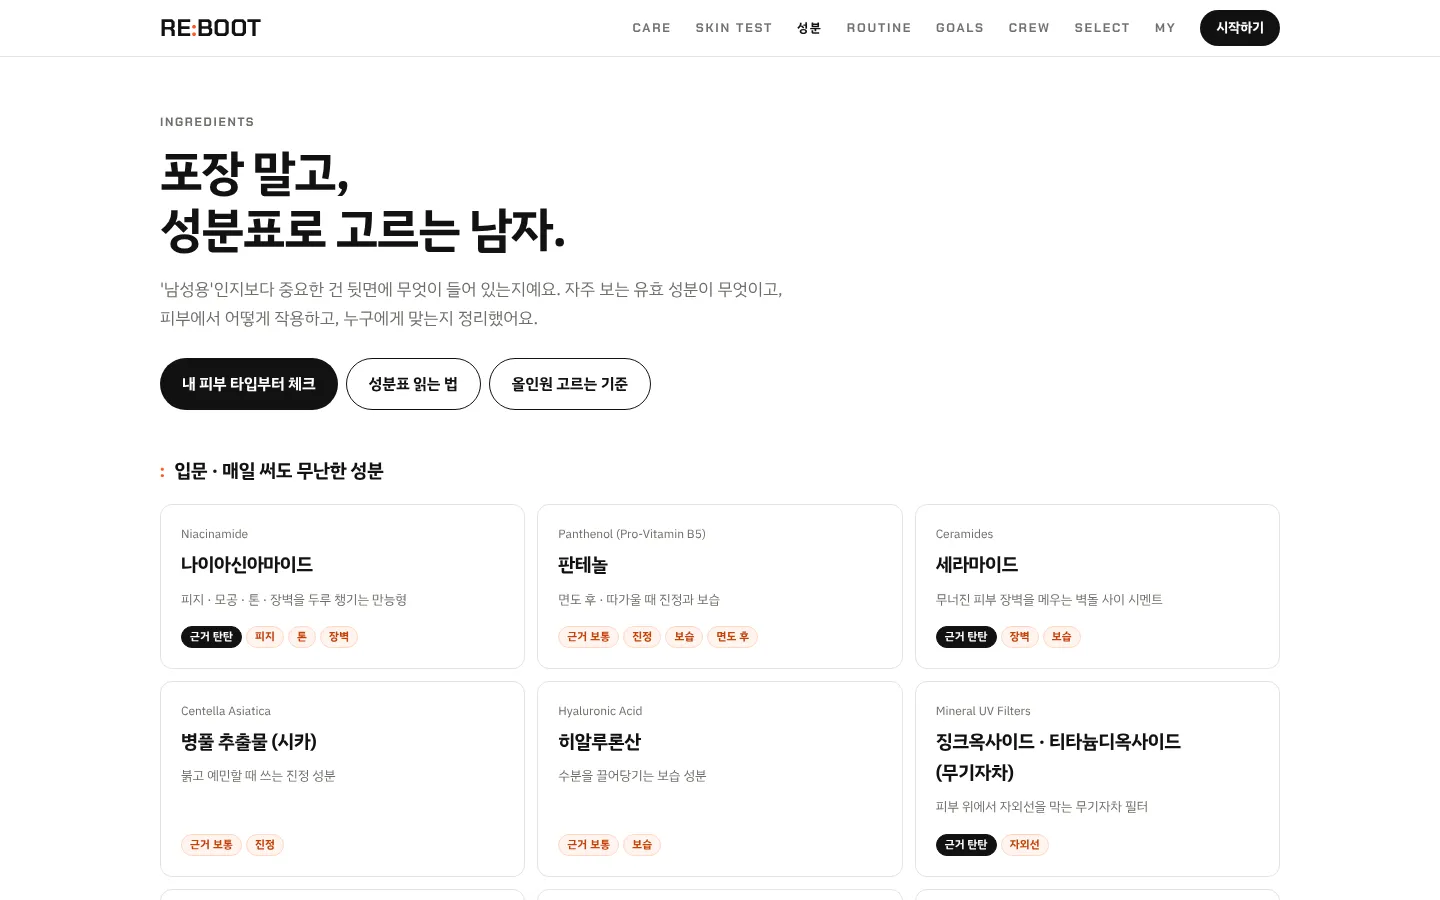 RE:BOOT
CARE SKIN TEST 성분 ROUTINE GOALS CREW SELECT MY 시작하기
INGREDIENTS
포장 말고,
성분표로 고르는 남자.
'남성용'인지보다 중요한 건 뒷면에 무엇이 들어 있는지예요. 자주 보는 유효 성분이 무엇이고,
피부에서 어떻게 작용하고, 누구에게 맞는지 정리했어요.
내 피부 타입부터 체크 성분표 읽는 법 올인원 고르는 기준
: 입문 · 매일 써도 무난한 성분
Niacinamide
나이아신아마이드
피지 · 모공 · 톤 · 장벽을 두루 챙기는 만능형
근거 탄탄 피지 톤 장벽
Panthenol (Pro-Vitamin B5)
판테놀
면도 후 · 따가울 때 진정과 보습
근거 보통 진정 보습 면도 후
Ceramides
세라마이드
무너진 피부 장벽을 메우는 벽돌 사이 시멘트
근거 탄탄 장벽 보습
Centella Asiatica
병풀 추출물 (시카)
붉고 예민할 때 쓰는 진정 성분
근거 보통 진정
Hyaluronic Acid
히알루론산
수분을 끌어당기는 보습 성분
근거 보통 보습
Mineral UV Filters
징크옥사이드 · 티타늄디옥사이드
(무기자차)
피부 위에서 자외선을 막는 무기자차 필터
근거 탄탄 자외선